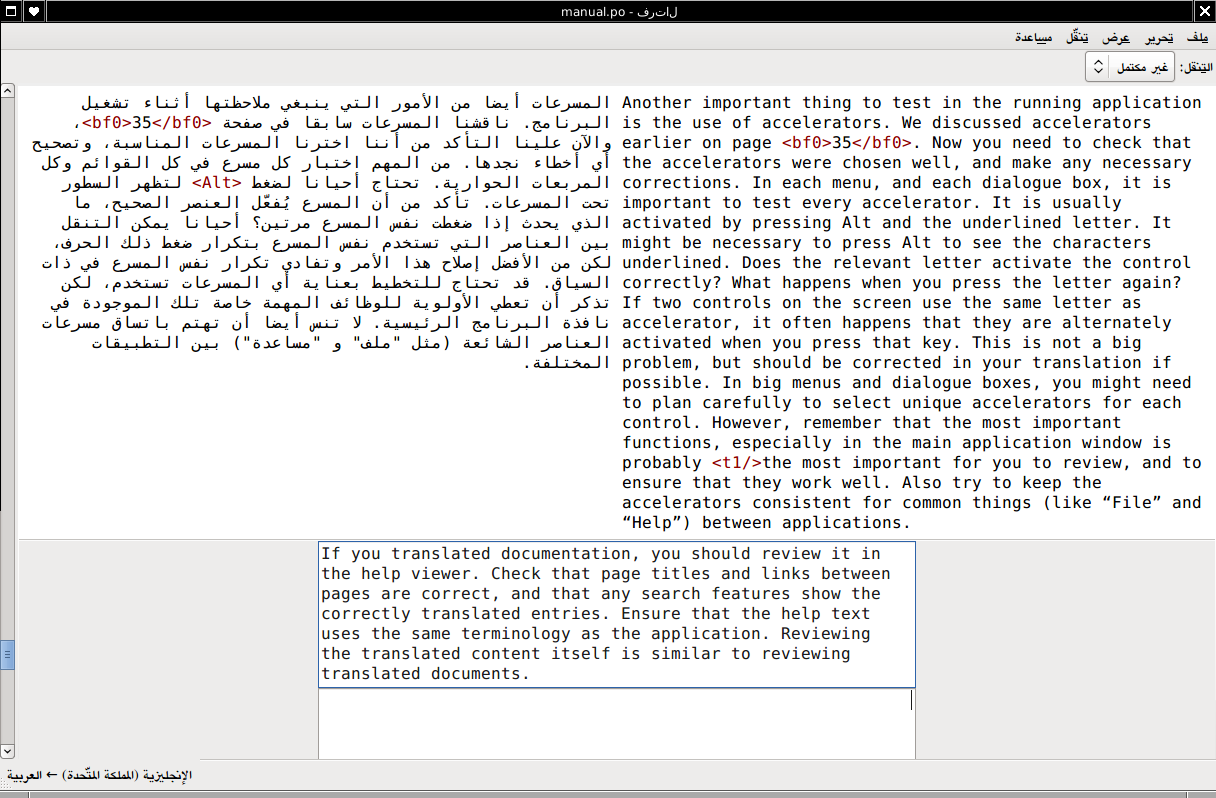 manual.po - ڤرتال
ملف تحرير عرض تنقّل مساعدة
التنقل: غير مكتمل
Another important thing to test in the running application
is the use of accelerators. We discussed accelerators
earlier on page <bf0>35</bf0>. Now you need to check that
the accelerators were chosen well, and make any necessary
corrections. In each menu, and each dialogue box, it is
important to test every accelerator. It is usually
activated by pressing Alt and the underlined letter. It
might be necessary to press Alt to see the characters
underlined. Does the relevant letter activate the control
correctly? What happens when you press the letter again?
If two controls on the screen use the same letter as
accelerator, it often happens that they are alternately
activated when you press that key. This is not a big
problem, but should be corrected in your translation if
possible. In big menus and dialogue boxes, you might need
to plan carefully to select unique accelerators for each
control. However, remember that the most important
functions, especially in the main application window is
probably <t1/>the most important for you to review, and to
ensure that they work well. Also try to keep the
accelerators consistent for common things (like “File” and
“Help”) between applications.
المسرعات أيضا من الأمور التي ينبغي ملاحظتها أثناء تشغيل
البرنامج. ناقشنا المسرعات سابقا في صفحة <bf0>35</bf0>،
والآن علينا التأكد من أننا اخترنا المسرعات المناسبة، وتصحيح
أي أخطاء نجدها. من المهم اختبار كل مسرع في كل القوائم وكل
المربعات الحوارية. تحتاج أحيانا لضغط <Alt> لتظهر السطور
تحت المسرعات. تأكد من أن المسرع يُفعّل العنصر الصحيح، ما
الذي يحدث إذا ضغطت نفس المسرع مرتين؟ أحيانا يمكن التنقل
بين العناصر التي تستخدم نفس المسرع بتكرار ضغط ذلك الحرف،
لكن من الأفضل إصلاح هذا الأمر وتفادي تكرار نفس المسرع في ذات
السياق. قد تحتاج للتخطيط بعناية أي المسرعات تستخدم، لكن
تذكر أن تعطي الأولوية للوظائف المهمة خاصة تلك الموجودة في
نافذة البرنامج الرئيسية. لا تنس أيضا أن تهتم باتساق مسرعات
العناصر الشائعة (مثل "ملف" و "مساعدة") بين التطبيقات
المختلفة.
If you translated documentation, you should review it in
the help viewer. Check that page titles and links between
pages are correct, and that any search features show the
correctly translated entries. Ensure that the help text
uses the same terminology as the application. Reviewing
the translated content itself is similar to reviewing
translated documents.
الإنجليزية (المملكة المتّحدة) ← العربية